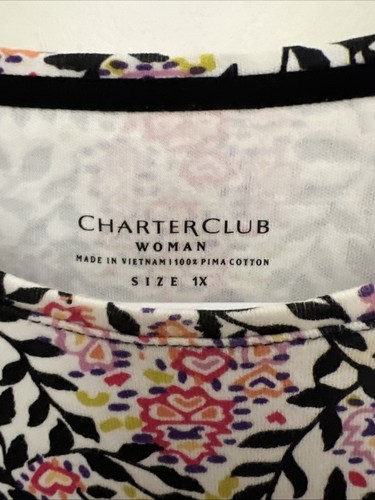 CHARTER CLUB
WOMAN
MADE IN VIETNAM I 100% PIMA COTTON
SIZE 1X